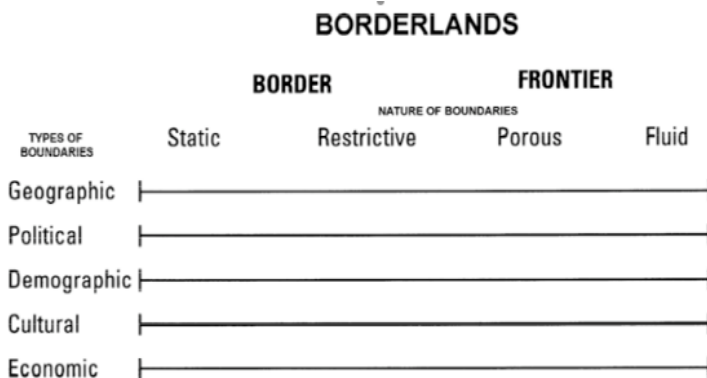 BORDERLANDS
BORDER FRONTIER
NATURE OF BOUNDARIES
TYPES OF
BOUNDARIES
Static Restrictive Porous Fluid
Geographic
Political
Demographic
Cultural
Economic